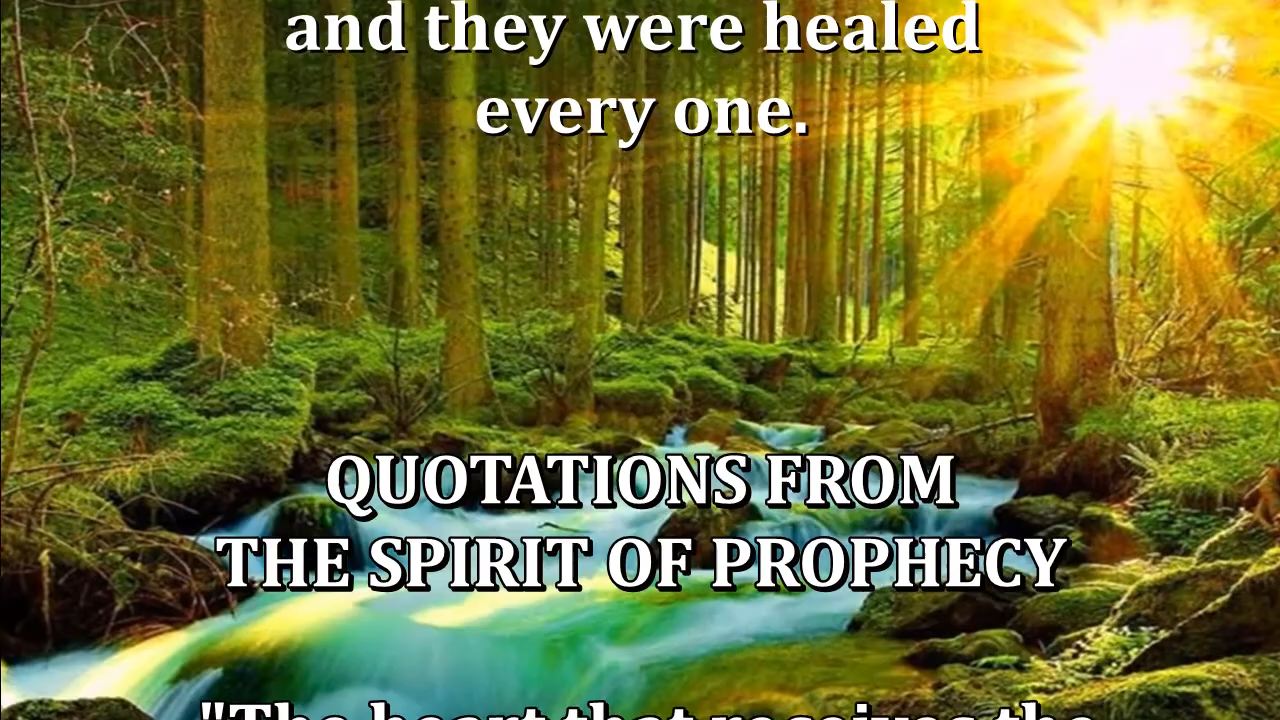 and they were healed
every one.
QUOTATIONS FROM
THE SPIRIT OF PROPHECY
"The heart that receives the